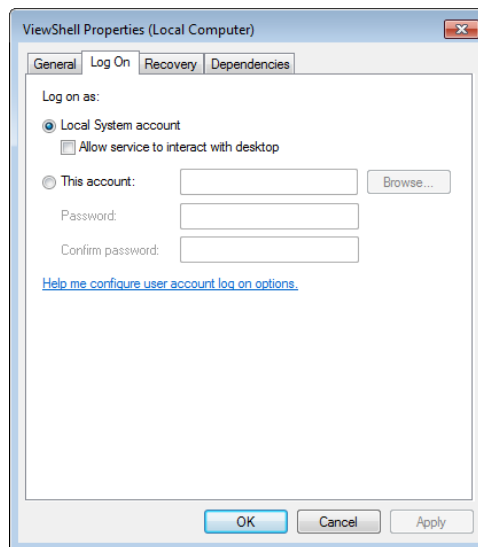 ViewShell Properties (Local Computer)
General Log On Recovery Dependencies
Log on as:
Local System account
Allow service to interact with desktop
This account: Browse...
Password:
Confirm password:
Help me configure user account log on options.
OK Cancel Apply